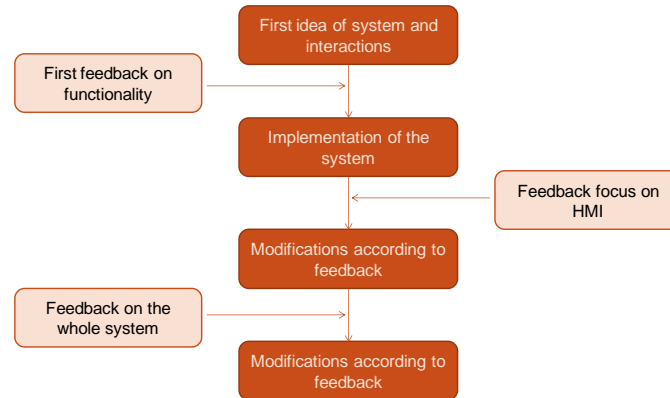 First idea of system and
interactions
First feedback on
functionality
Implementation of the
system
Feedback focus on
HMI
Modifications according to
feedback
Feedback on the
whole system
Modifications according to
feedback